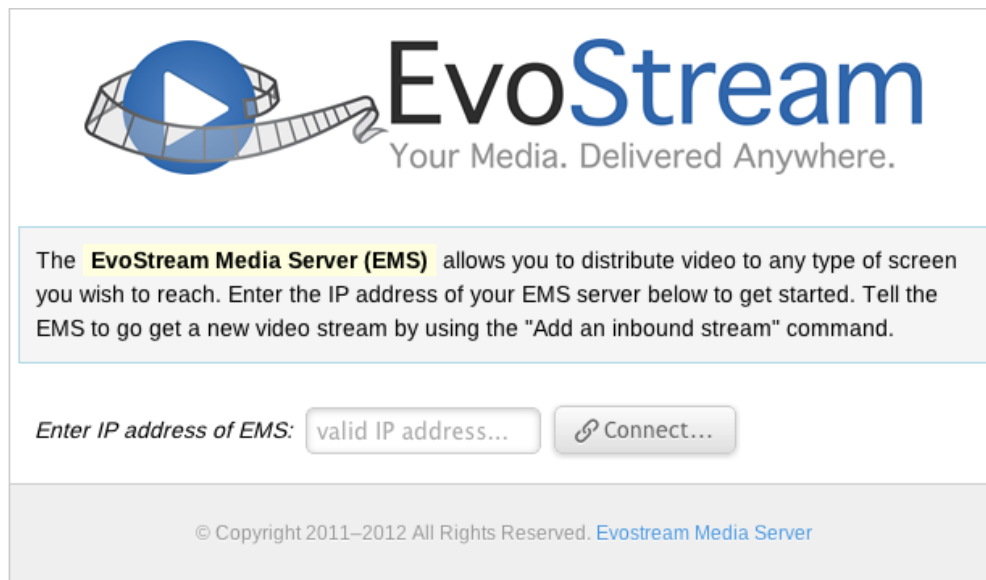 EvoStream
Your Media. Delivered Anywhere.
The EvoStream Media Server (EMS) allows you to distribute video to any type of screen
you wish to reach. Enter the IP address of your EMS server below to get started. Tell the
EMS to go get a new video stream by using the "Add an inbound stream" command.
Enter IP address of EMS: valid IP address... Connect...
© Copyright 2011–2012 All Rights Reserved. Evostream Media Server